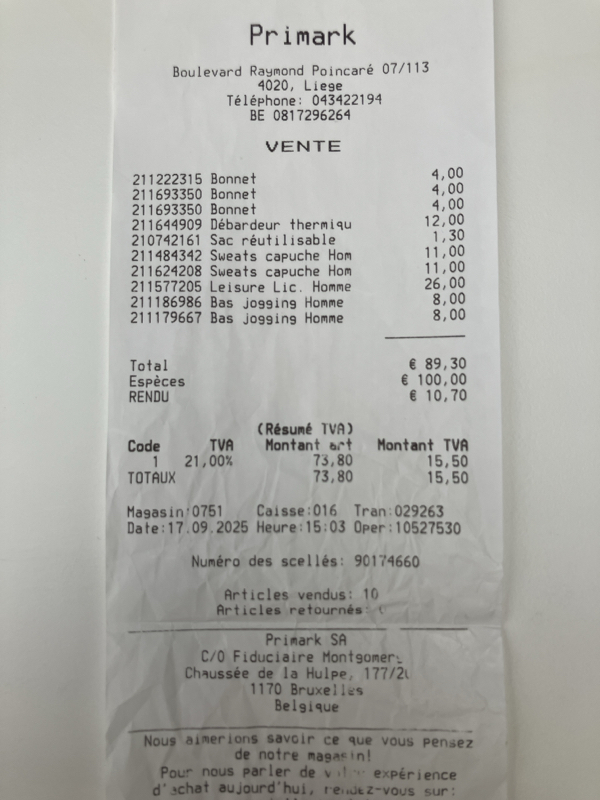 Primark
Boulevard Raymond Poincaré 07/113
4020, Liege
Téléphone: 043422194
BE 0817296264
VENTE
211222315 Bonnet 4,00
211693350 Bonnet 4,00
211693350 Bonnet 4,00
211644909 Débardeur thermiqu 12,00
210742161 Sac réutilisable 1,30
211484342 Sweats capuche Hom 11,00
211624208 Sweats capuche Hom 11,00
211577205 Leisure Lic. Homme 26,00
211186986 Bas jogging Homme 8,00
211179667 Bas jogging Homme 8,00
Total € 89,30
Espèces € 100,00
RENDU € 10,70
(Résumé TVA)
Code TVA Montant art Montant TVA
1 21,00% 73,80 15,50
TOTAUX 73,80 15,50
Magasin:0751 Caisse:016 Tran:029263
Date:17.09.2025 Heure:15:03 Oper:10527530
Numéro des scellés: 90174660
Articles vendus: 10
Articles retournés:
Primark SA
C/O Fiduciaire
Chaussée de la Hulpe,
1170 Bruxelles
Belgique
Nous aimerions savoir ce que vous pensez
de notre magasin!
Pour nous parler de expérience
d'achat aujourd'hui, rendez-vous sur: